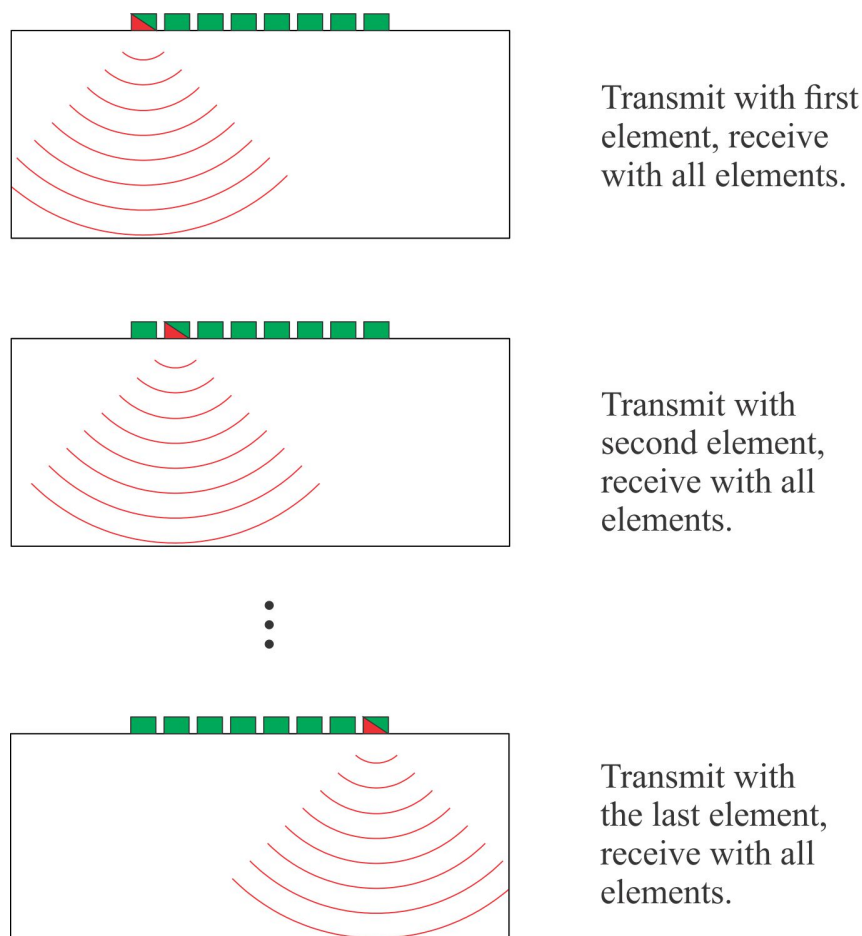 Transmit with first
element, receive
with all elements.
Transmit with
second element,
receive with all
elements.
Transmit with
the last element,
receive with all
elements.